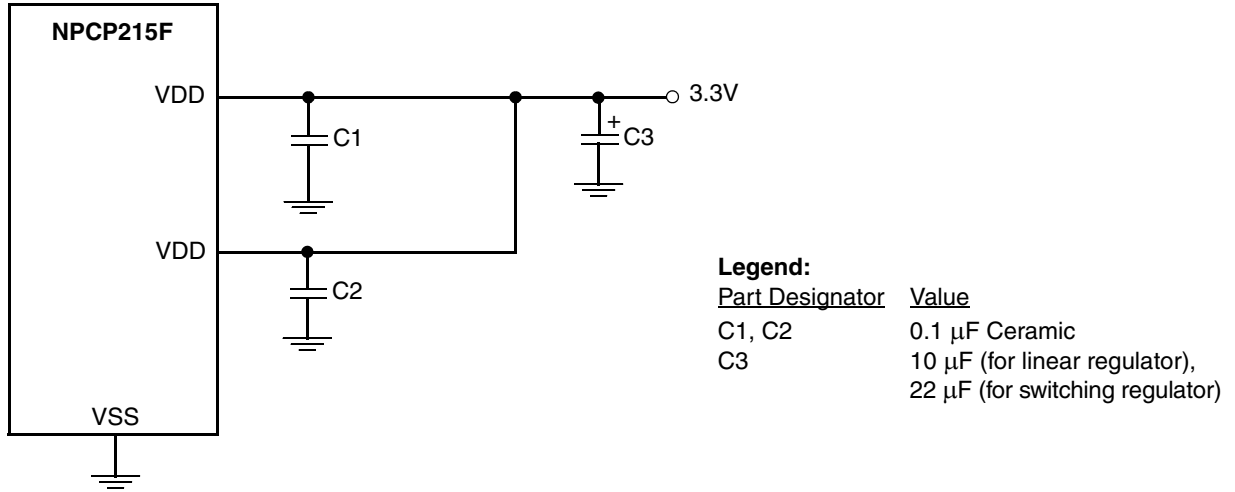 NPCP215F
VDD
3.3V
+
C1
C3
VDD
C2
VSS
Legend:
Part Designator Value
C1, C2 0.1 μF Ceramic
C3 10 μF (for linear regulator),
22 μF (for switching regulator)